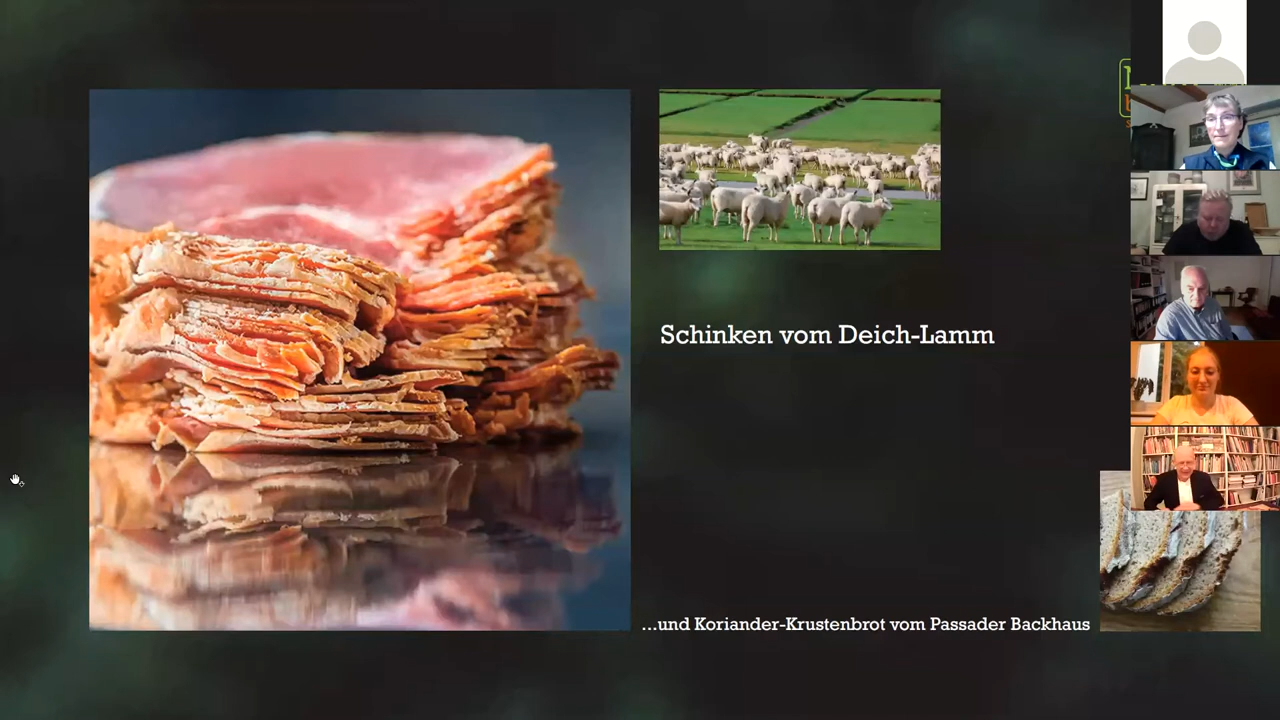 Schinken vom Deich-Lamm
...und Koriander-Krustenbrot vom Passader Backhaus